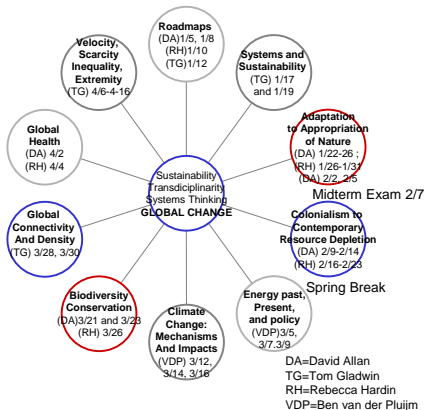 Roadmaps
(DA)1/5, 1/8
(RH)1/10
(TG)1/12
Systems and
Sustainability
(TG) 1/17
and 1/19
Adaptation
to Appropriation
of Nature
(DA) 1/22-26 ;
(RH) 1/26-1/31
(DA) 2/2, 2/5
Midterm Exam 2/7
Colonialism to
Contemporary
Resource Depletion
(DA) 2/9-2/14
(RH) 2/16-2/23
Spring Break
Energy past,
Present,
and policy
(VDP)3/5,
3/7.3/9
Climate
Change:
Mechanisms
And Impacts
(VDP) 3/12,
3/14, 3/16
Biodiversity
Conservation
(DA)3/21 and 3/23
(RH) 3/26
Global
Connectivity
And Density
(TG) 3/28, 3/30
Global
Health
(DA) 4/2
(RH) 4/4
Velocity,
Scarcity
Inequality,
Extremity
(TG) 4/6-4-16
Sustainability
Transdiciplinarity
Systems Thinking
GLOBAL CHANGE
DA=David Allan
TG=Tom Gladwin
RH=Rebecca Hardin
VDP=Ben van der Pluijm